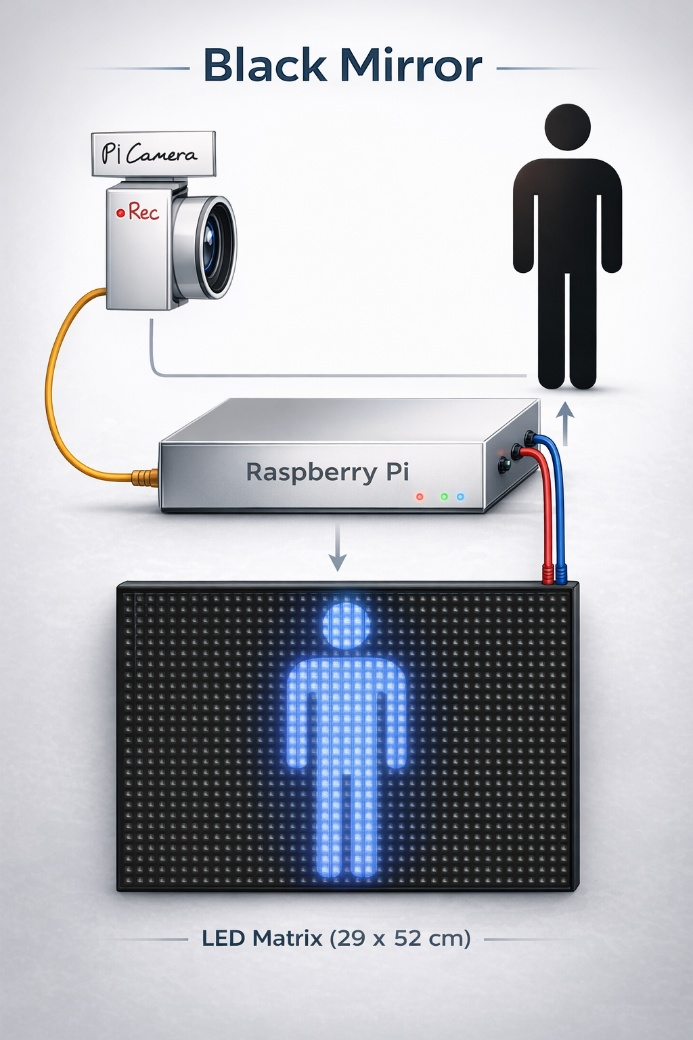 Black Mirror
Pi Camera
Rec
Raspberry Pi
LED Matrix (29 x 52 cm)